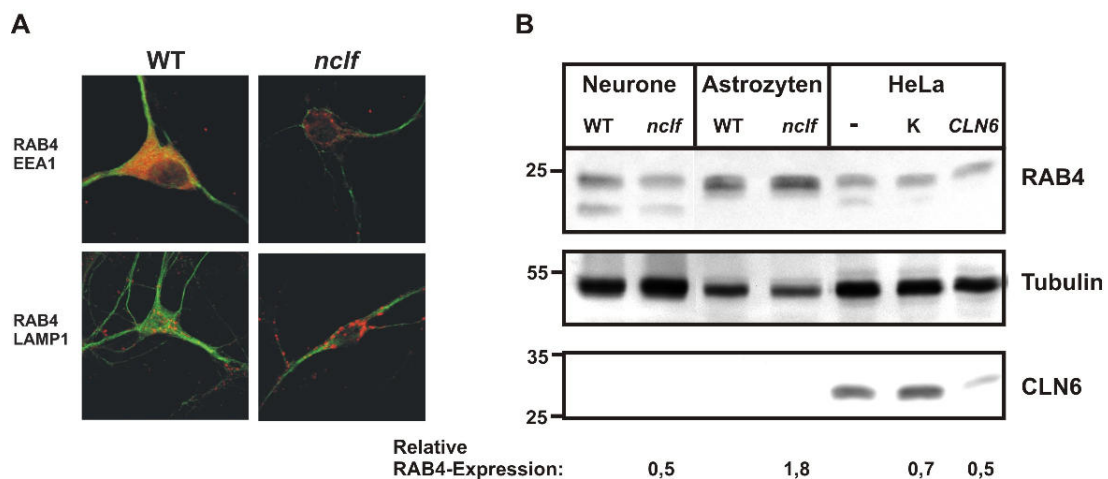 A
WT nclf
RAB4
EEA1
RAB4
LAMP1
B
Neurone Astrozyten HeLa
WT nclf WT nclf - K CLN6
25
RAB4
55
Tubulin
35
CLN6
25
Relative
RAB4-Expression: 0,5 1,8 0,7 0,5